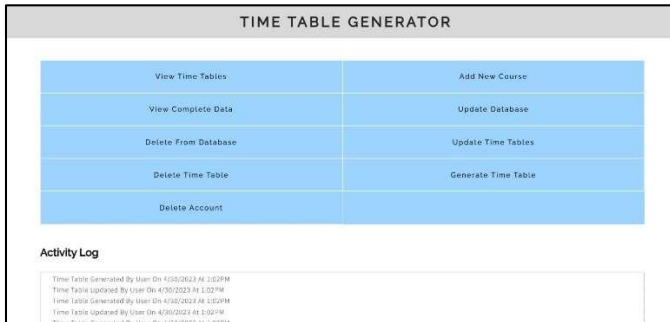 TIME TABLE GENERATOR
View Time Tables
Add New Course
View Complete Data
Update Database
Delete From Database
Update Time Tables
Delete Time Table
Generate Time Table
Delete Account
Activity Log
Time Table Generated By User On 4/30/2023 At 1:02PM
Time Table Updated By User On 4/30/2023 At 1:02PM
Time Table Generated By User On 4/30/2023 At 1:02PM
Time Table Updated By User On 4/30/2023 At 1:02PM